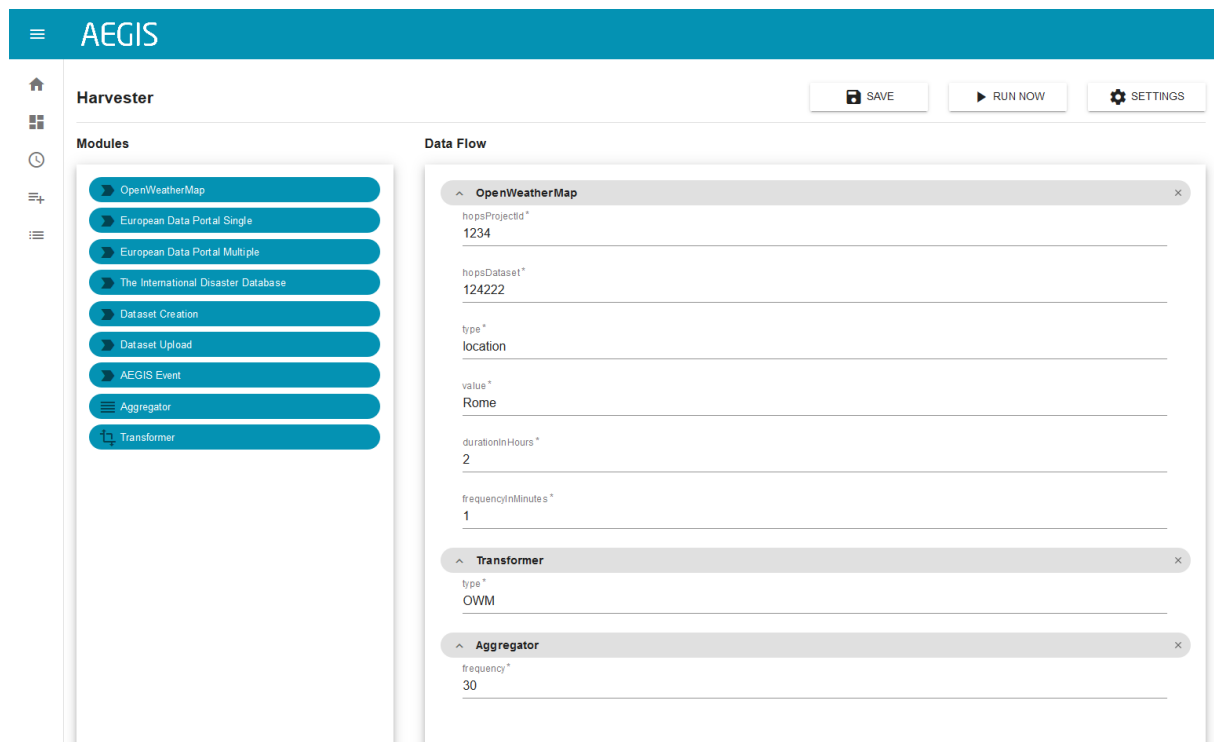 AEGIS
Harvester
SAVE
RUN NOW
SETTINGS
Modules
OpenWeatherMap
European Data Portal Single
European Data Portal Multiple
The International Disaster Database
Dataset Creation
Dataset Upload
AEGIS Event
Aggregator
Transformer
Data Flow
OpenWeatherMap
hopsProjectId*
1234
hopsDataset*
124222
type*
location
value*
Rome
durationInHours*
2
frequencyInMinutes*
1
Transformer
type*
OWM
Aggregator
frequency*
30